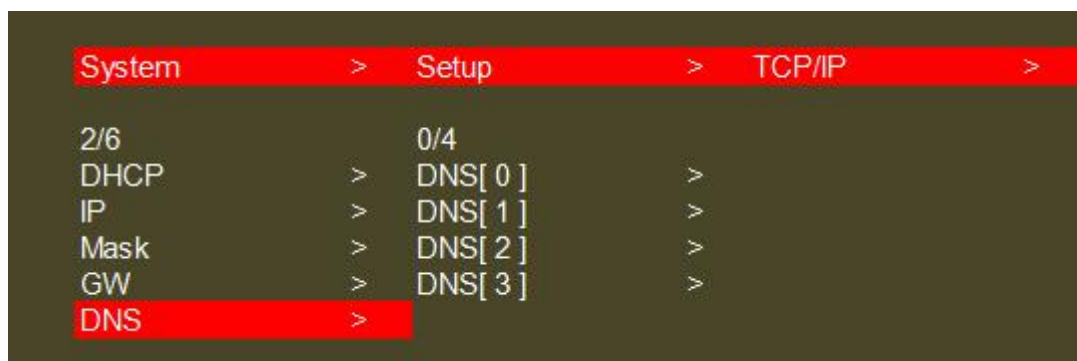 System > Setup > TCP/IP >
2/6 0/4
DHCP > DNS[ 0 ] >
IP > DNS[ 1 ] >
Mask > DNS[ 2 ] >
GW > DNS[ 3 ] >
DNS >